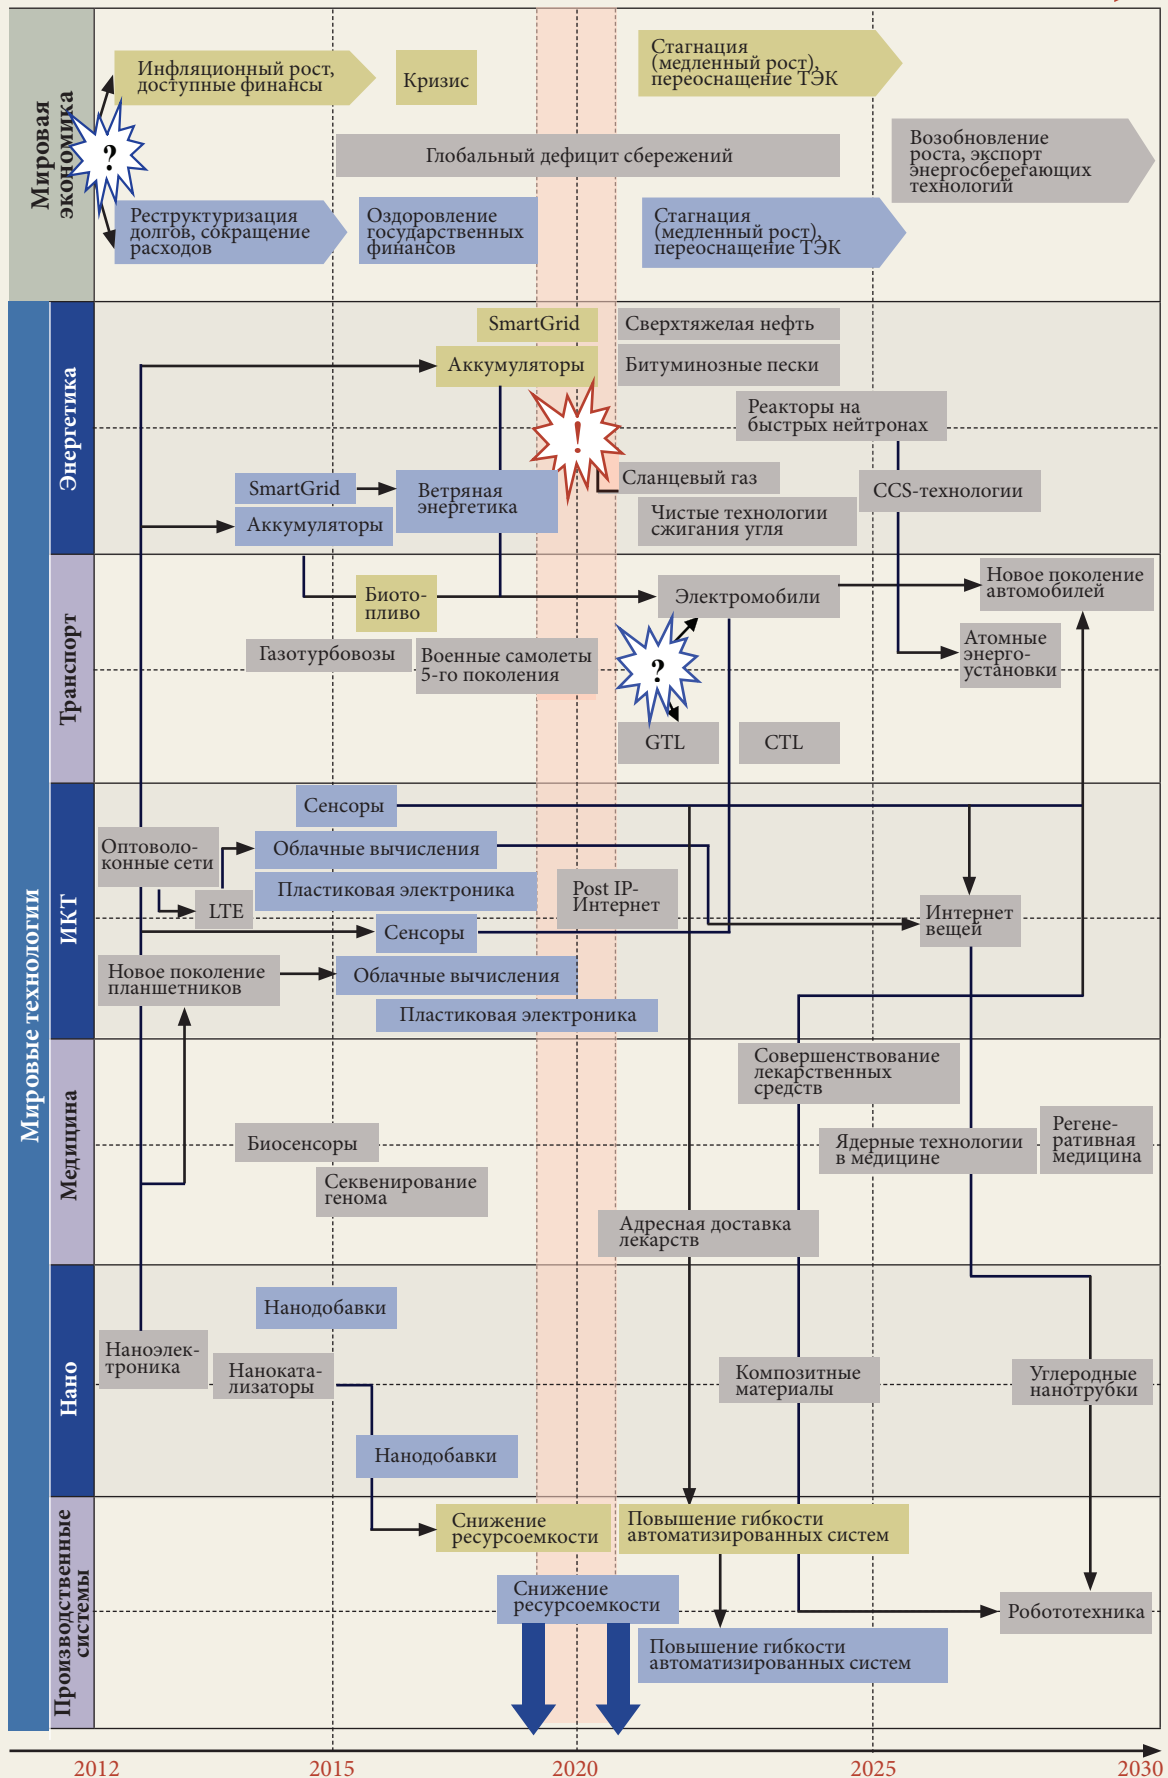 Мировая
экономика
Инфляционный рост,
доступные финансы
Кризис
Стагнация
(медленный рост),
переоснащение ТЭК
?
Глобальный дефицит сбережений
Возобновление
роста, экспорт
энергосберегающих
технологий
Реструктуризация
долгов, сокращение
расходов
Оздоровление
государственных
финансов
Стагнация
(медленный рост),
переоснащение ТЭК
Мировые технологии
Энергетика
SmartGrid
Сверхтяжелая нефть
Аккумуляторы
Битуминозные пески
!
Реакторы на
быстрых нейтронах
SmartGrid
Ветряная
энергетика
Сланцевый газ
CCS-технологии
Аккумуляторы
Чистые технологии
сжигания угля
Транспорт
Биото-
пливо
Электромобили
Новое поколение
автомобилей
Газотурбовозы
Военные самолеты
5-го поколения
?
Атомные
энерго-
установки
GTL
CTL
ИКТ
Сенсоры
Оптоволо-
конные сети
Облачные вычисления
Пластиковая электроника
Post IP-
Интернет
LTE
Интернет
вещей
Сенсоры
Новое поколение
планшетников
Облачные вычисления
Пластиковая электроника
Медицина
Совершенствование
лекарственных
средств
Биосенсоры
Ядерные технологии
в медицине
Регене-
ративная
медицина
Секвенирование
генома
Адресная доставка
лекарств
Нано
Нанодобавки
Наноэлек-
троника
Наноката-
лизаторы
Композитные
материалы
Углеродные
нанотрубки
Нанодобавки
Производственные
системы
Снижение
ресурсоемкости
Повышение гибкости
автоматизированных систем
Снижение
ресурсоемкости
Робототехника
Повышение гибкости
автоматизированных систем
2012
2015
2020
2025
2030